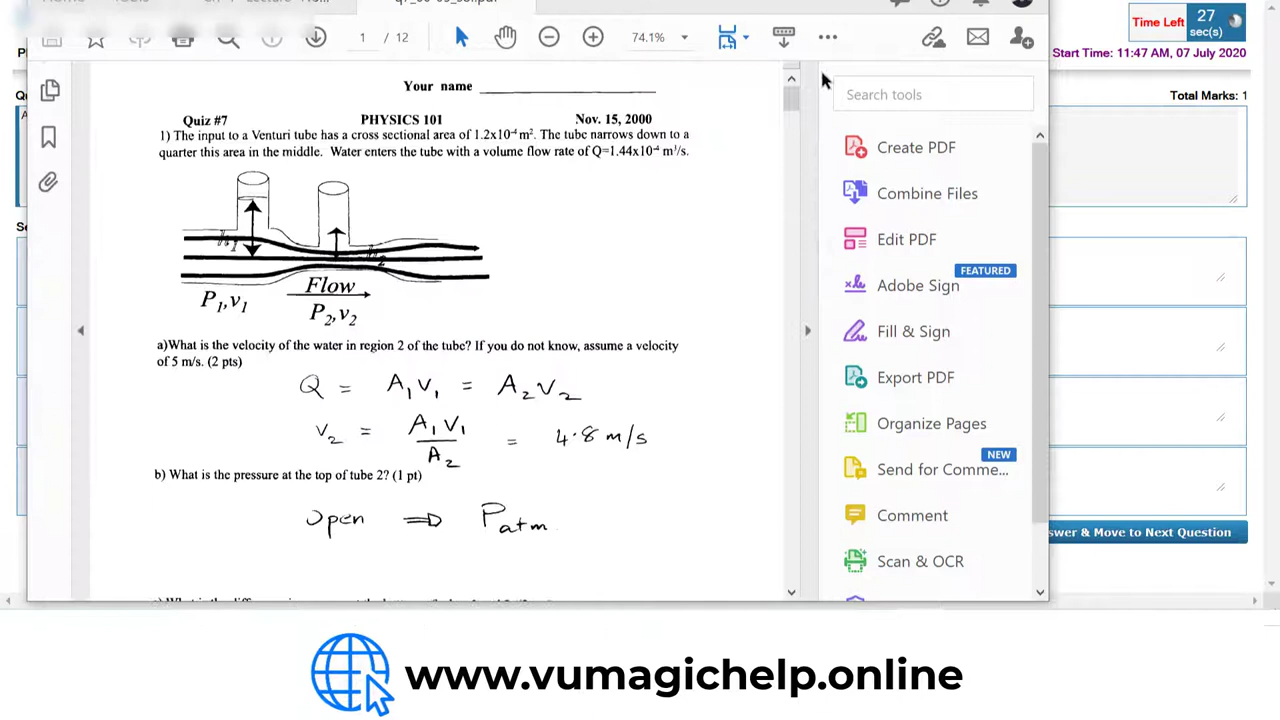 1 / 12
74.1%
Time Left
27
sec(s)
Start Time: 11:47 AM, 07 July 2020
Total Marks: 1
Your name
Quiz #7 PHYSICS 101 Nov. 15, 2000
1) The input to a Venturi tube has a cross sectional area of 1.2x10⁻⁴ m². The tube narrows down to a
quarter this area in the middle. Water enters the tube with a volume flow rate of Q=1.44x10⁻⁴ m³/s.
h₁
h₂
Flow
P₁,v₁
P₂,v₂
a)What is the velocity of the water in region 2 of the tube? If you do not know, assume a velocity
of 5 m/s. (2 pts)
Q = A₁V₁ = A₂V₂
V₂ = A₁V₁ / A₂ = 4.8 m/s
b) What is the pressure at the top of tube 2? (1 pt)
Open ⇒ Patm
Search tools
Create PDF
Combine Files
Edit PDF
FEATURED
Adobe Sign
Fill & Sign
Export PDF
Organize Pages
NEW
Send for Comme...
Comment
Scan & OCR
swer & Move to Next Question
www.vumagichelp.online